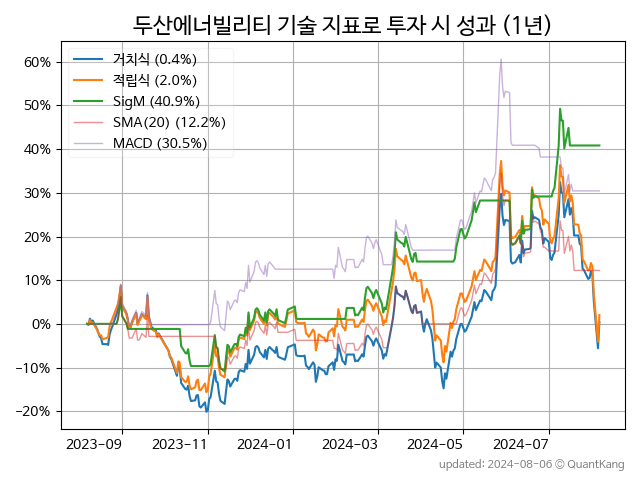 두산에너빌리티 기술 지표로 투자 시 성과 (1년)
거치식 (0.4%)
적립식 (2.0%)
SigM (40.9%)
SMA(20) (12.2%)
MACD (30.5%)
60%
50%
40%
30%
20%
10%
0%
−10%
−20%
2023-09
2023-11
2024-01
2024-03
2024-05
2024-07
updated: 2024-08-06 © QuantKang